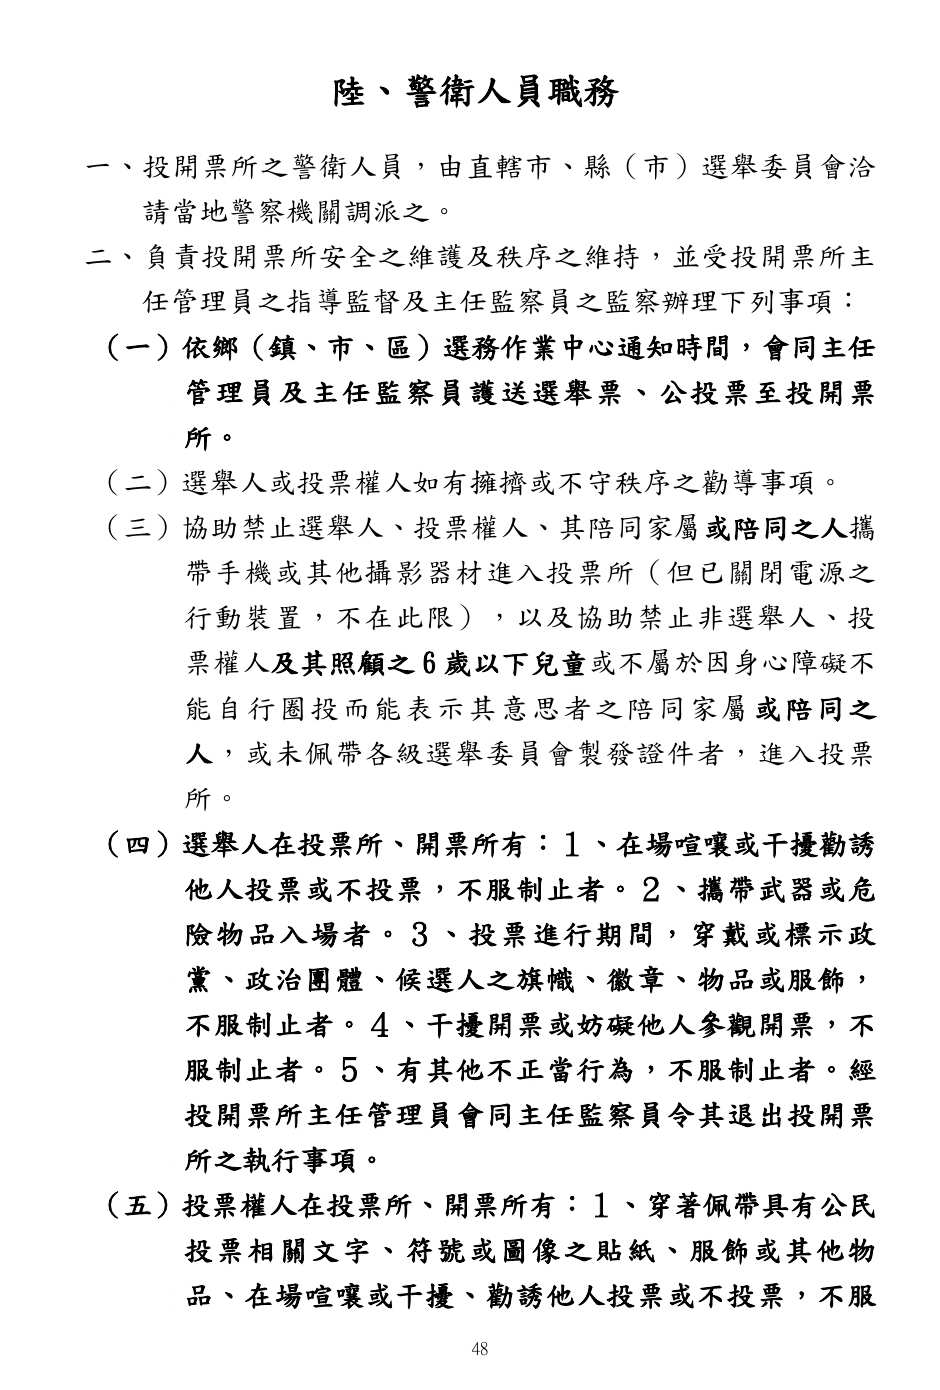 陸、警衛人員職務
一、投開票所之警衛人員，由直轄市、縣（市）選舉委員會洽
請當地警察機關調派之。
二、負責投開票所安全之維護及秩序之維持，並受投開票所主
任管理員之指導監督及主任監察員之監察辦理下列事項：
（一）依鄉（鎮、市、區）選務作業中心通知時間，會同主任
管理員及主任監察員護送選舉票、公投票至投開票
所。
（二）選舉人或投票權人如有擁擠或不守秩序之勸導事項。
（三）協助禁止選舉人、投票權人、其陪同家屬或陪同之人攜
帶手機或其他攝影器材進入投票所（但已關閉電源之
行動裝置，不在此限），以及協助禁止非選舉人、投
票權人及其照顧之6歲以下兒童或不屬於因身心障礙不
能自行圈投而能表示其意思者之陪同家屬或陪同之
人，或未佩帶各級選舉委員會製發證件者，進入投票
所。
（四）選舉人在投票所、開票所有：１、在場喧嚷或干擾勸誘
他人投票或不投票，不服制止者。２、攜帶武器或危
險物品入場者。３、投票進行期間，穿戴或標示政
黨、政治團體、候選人之旗幟、徽章、物品或服飾，
不服制止者。４、干擾開票或妨礙他人參觀開票，不
服制止者。５、有其他不正當行為，不服制止者。經
投開票所主任管理員會同主任監察員令其退出投開票
所之執行事項。
（五）投票權人在投票所、開票所有：１、穿著佩帶具有公民
投票相關文字、符號或圖像之貼紙、服飾或其他物
品、在場喧嚷或干擾、勸誘他人投票或不投票，不服
48